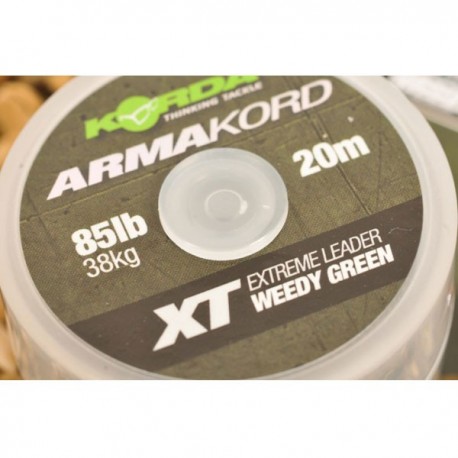 KORDA
THINKING TACKLE
ARMAKORD
20m
85lb
38kg
XT
EXTREME LEADER
WEEDY GREEN